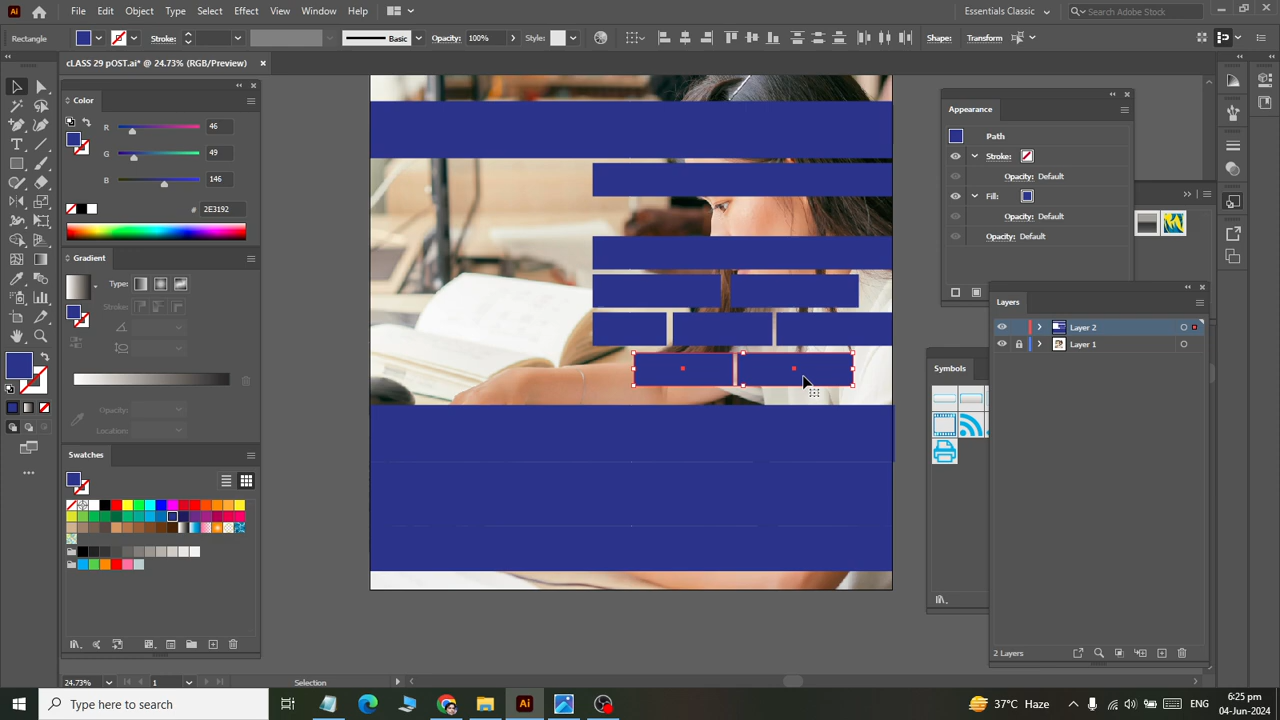 Ai File Edit Object Type Select Effect View Window Help Essentials Classic Search Adobe Stock
Rectangle Stroke: Basic Opacity: 100% Style: Shape: Transform
cLASS 29 pOST.ai* @ 24.73% (RGB/Preview)
Color
R 46
G 49
B 146
# 2E3192
Gradient
Type:
Stroke:
Opacity:
Location:
Swatches
Appearance
Path
Stroke:
Opacity: Default
Fill:
Opacity: Default
Opacity: Default
Layers
Layer 2
Layer 1
Symbols
2 Layers
24.73% 1 Selection
Type here to search
Ai
37°C Haze
6:25 pm
04-Jun-2024